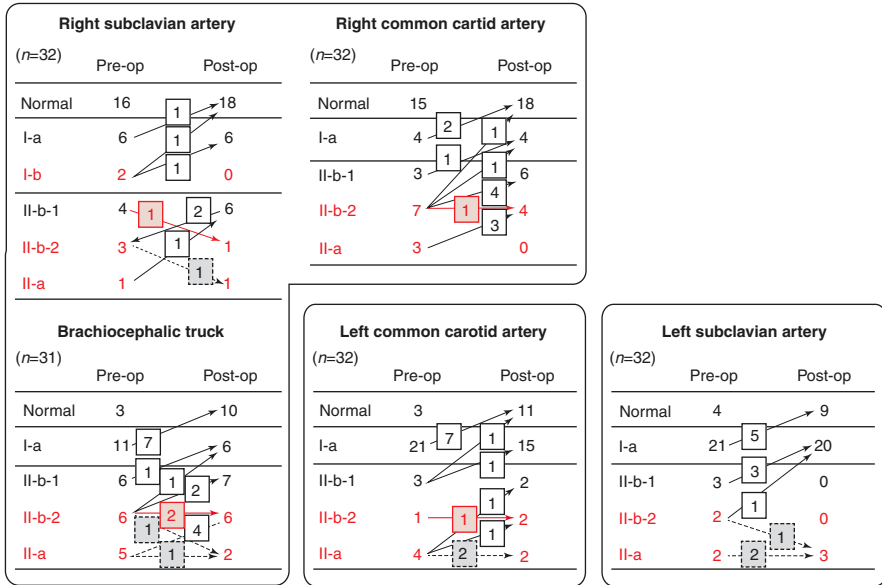 Right subclavian artery
(n=32)
Pre-op Post-op
Normal 16 1 18
I-a 6 1 6
I-b 2 1 0
II-b-1 4 1 2 6
II-b-2 3 1 1
II-a 1 1 1
Right common cartid artery
(n=32)
Pre-op Post-op
Normal 15 18
I-a 4 2 1 4
II-b-1 3 1 1 6
II-b-2 7 1 4 4
II-a 3 3 0
Brachiocephalic truck
(n=31)
Pre-op Post-op
Normal 3 10
I-a 11 7 6
II-b-1 6 1 1 2 7
II-b-2 6 2 6
II-a 5 1 1 4 2
Left common carotid artery
(n=32)
Pre-op Post-op
Normal 3 11
I-a 21 7 1 15
II-b-1 3 1 2
II-b-2 1 1 1 2
II-a 4 2 1 2
Left subclavian artery
(n=32)
Pre-op Post-op
Normal 4 9
I-a 21 5 20
II-b-1 3 3 0
II-b-2 2 1 0
II-a 2 2 1 3